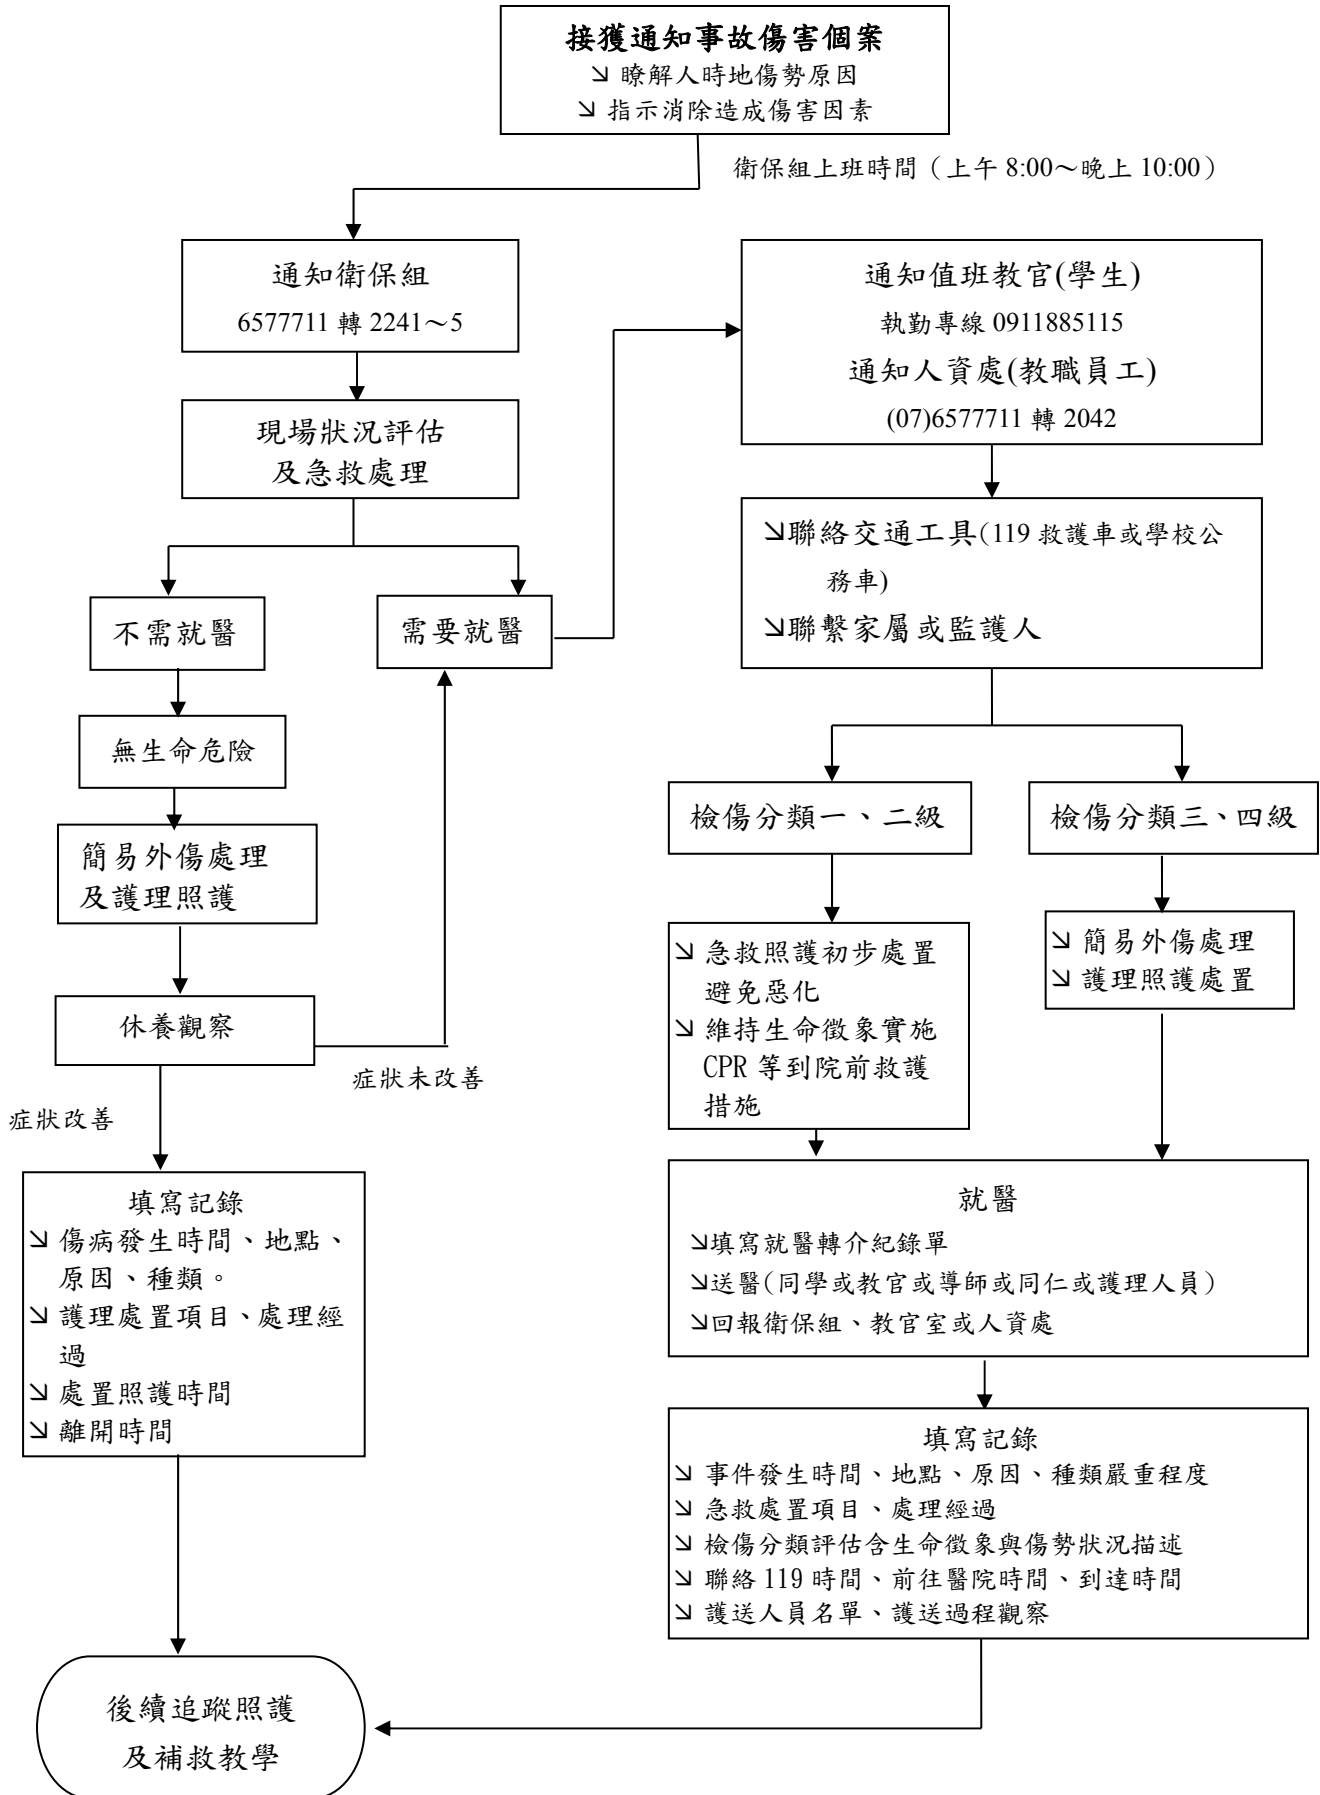 接獲通知事故傷害個案
↘ 瞭解人時地傷勢原因
↘ 指示消除造成傷害因素
衛保組上班時間（上午 8:00～晚上 10:00）
通知衛保組
6577711 轉 2241～5
通知值班教官(學生)
執勤專線 0911885115
通知人資處(教職員工)
(07)6577711 轉 2042
現場狀況評估
及急救處理
↘聯絡交通工具(119 救護車或學校公
務車)
↘聯繫家屬或監護人
不需就醫
需要就醫
無生命危險
檢傷分類一、二級
檢傷分類三、四級
簡易外傷處理
及護理照護
↘ 急救照護初步處置
避免惡化
↘ 維持生命徵象實施
CPR 等到院前救護
措施
↘ 簡易外傷處理
↘ 護理照護處置
休養觀察
症狀未改善
症狀改善
填寫記錄
↘ 傷病發生時間、地點、
原因、種類。
↘ 護理處置項目、處理經
過
↘ 處置照護時間
↘ 離開時間
就醫
↘填寫就醫轉介紀錄單
↘送醫(同學或教官或導師或同仁或護理人員)
↘回報衛保組、教官室或人資處
填寫記錄
↘ 事件發生時間、地點、原因、種類嚴重程度
↘ 急救處置項目、處理經過
↘ 檢傷分類評估含生命徵象與傷勢狀況描述
↘ 聯絡 119 時間、前往醫院時間、到達時間
↘ 護送人員名單、護送過程觀察
後續追蹤照護
及補救教學